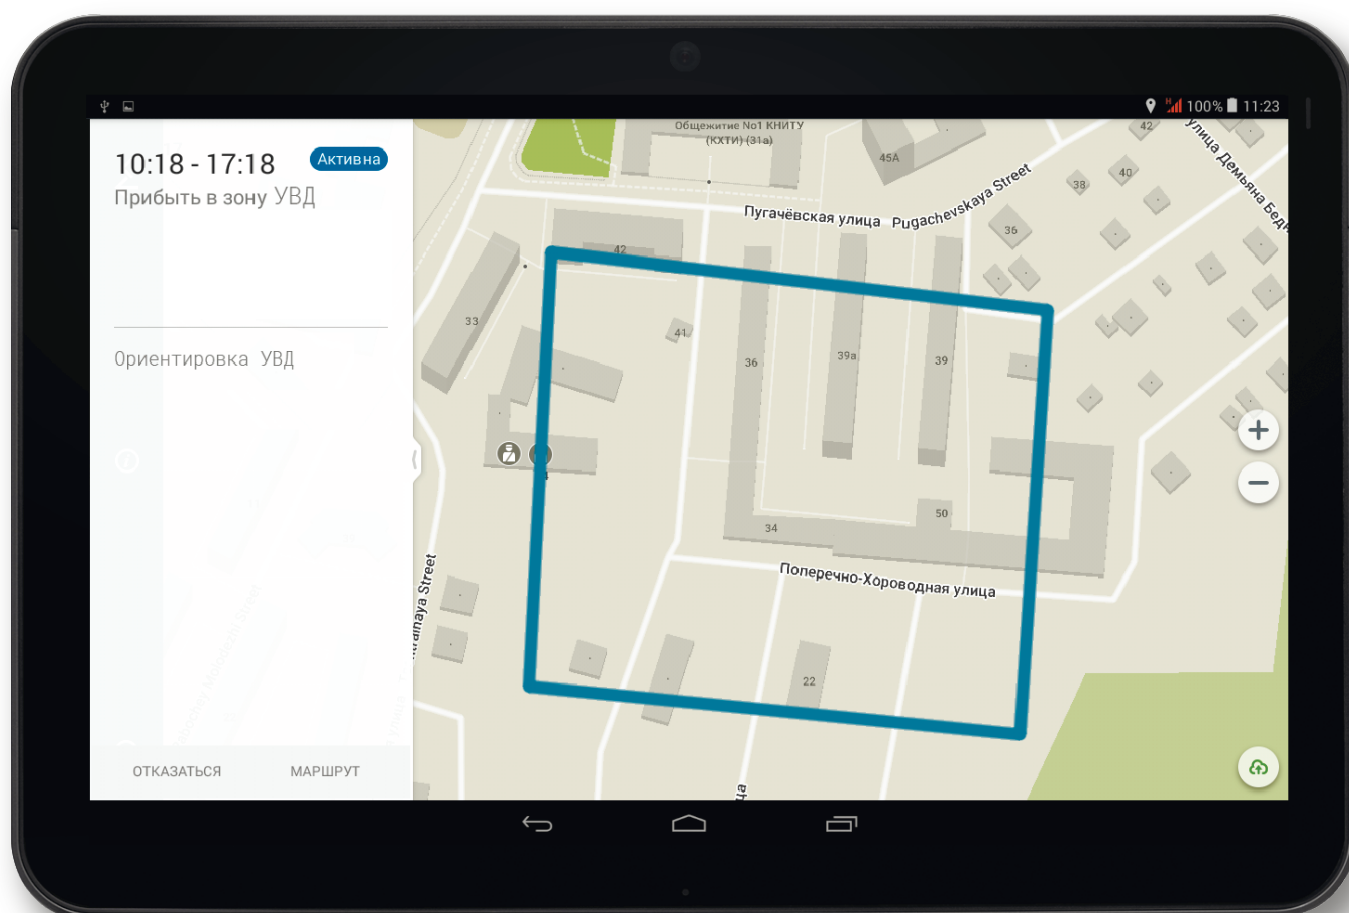 100% 11:23
10:18 - 17:18
Активна
Прибыть в зону УВД
Ориентировка УВД
ОТКАЗАТЬСЯ
МАРШРУТ
Общежитие No1 КНИТУ
(КХТИ) (31а)
45А
42
улица Демьяна
40
38
Пугачёвская улица Pugachevskaya Street
36
42
33
41
36
39а
39
50
34
Поперечно-Хороводная улица
Street
22